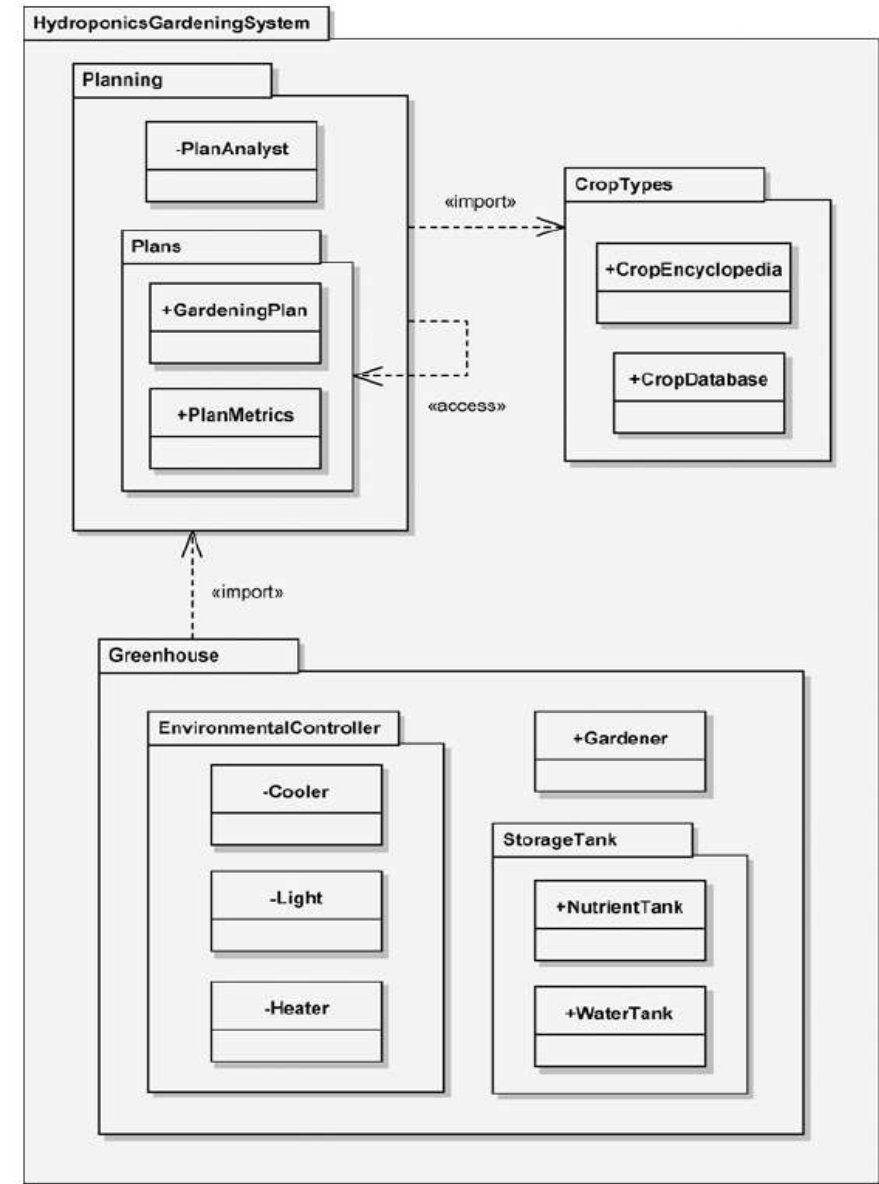 HydroponicsGardeningSystem
Planning
-PlanAnalyst
Plans
+GardeningPlan
+PlanMetrics
«import»
«access»
CropTypes
+CropEncyclopedia
+CropDatabase
«import»
Greenhouse
EnvironmentalController
-Cooler
-Light
-Heater
+Gardener
StorageTank
+NutrientTank
+WaterTank